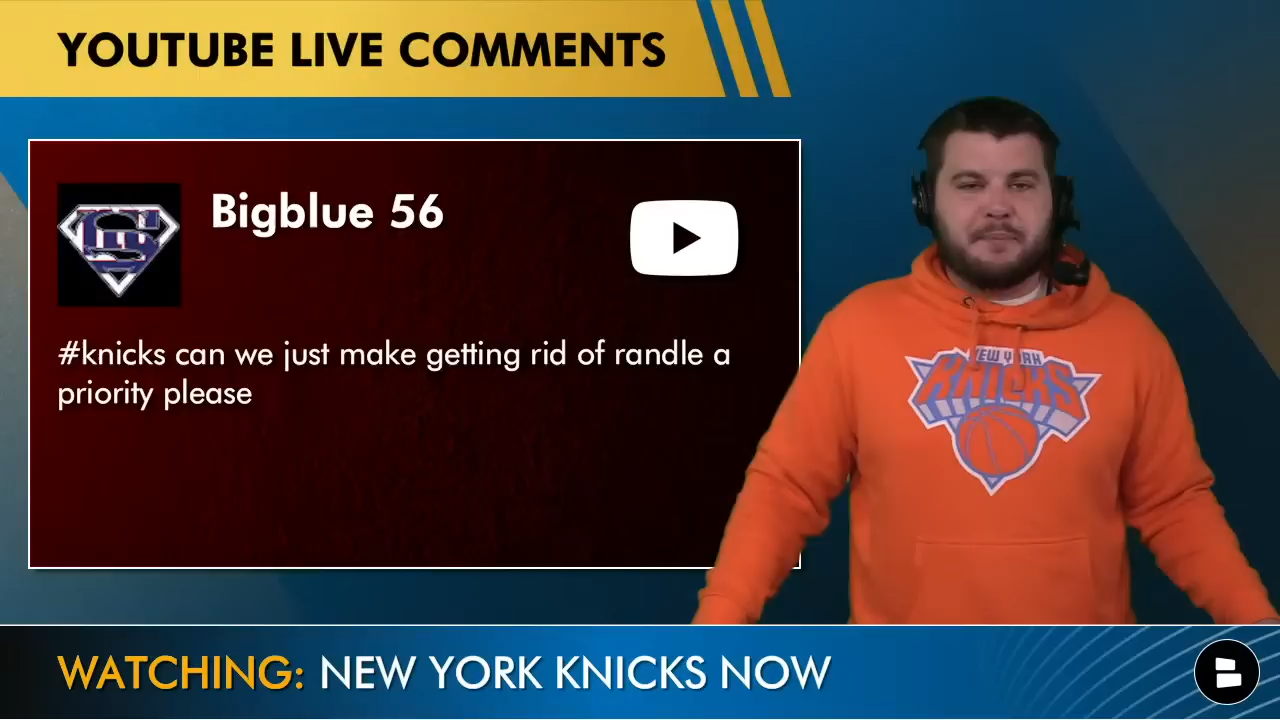 YOUTUBE LIVE COMMENTS
Bigblue 56
#knicks can we just make getting rid of randle a
priority please
NEW YORK
KNICKS
WATCHING: NEW YORK KNICKS NOW